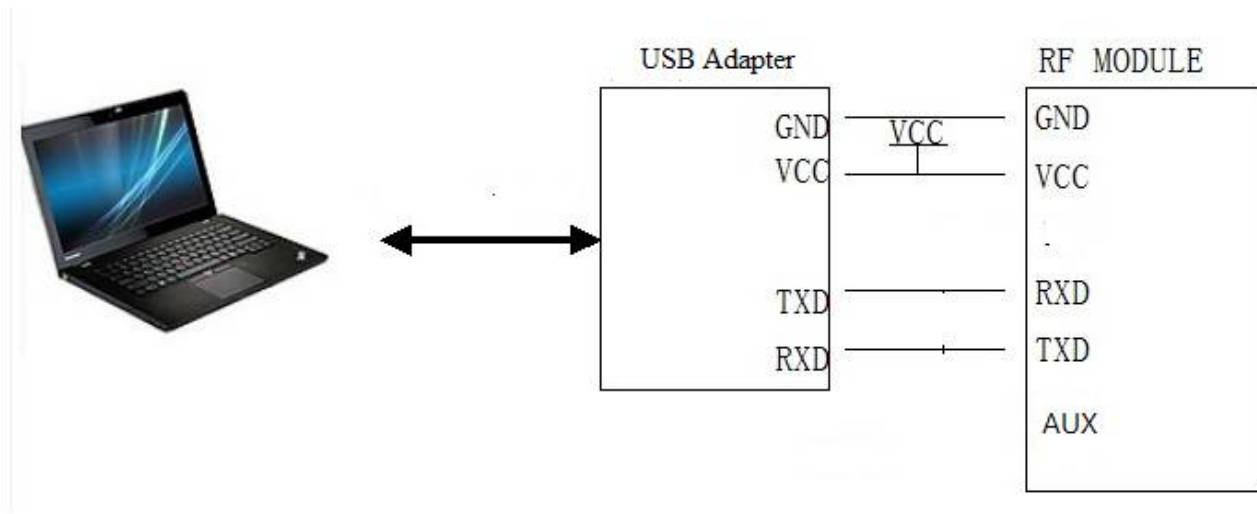 USB Adapter
RF MODULE
GND
VCC
VCC
TXD
RXD
GND
VCC
RXD
TXD
AUX